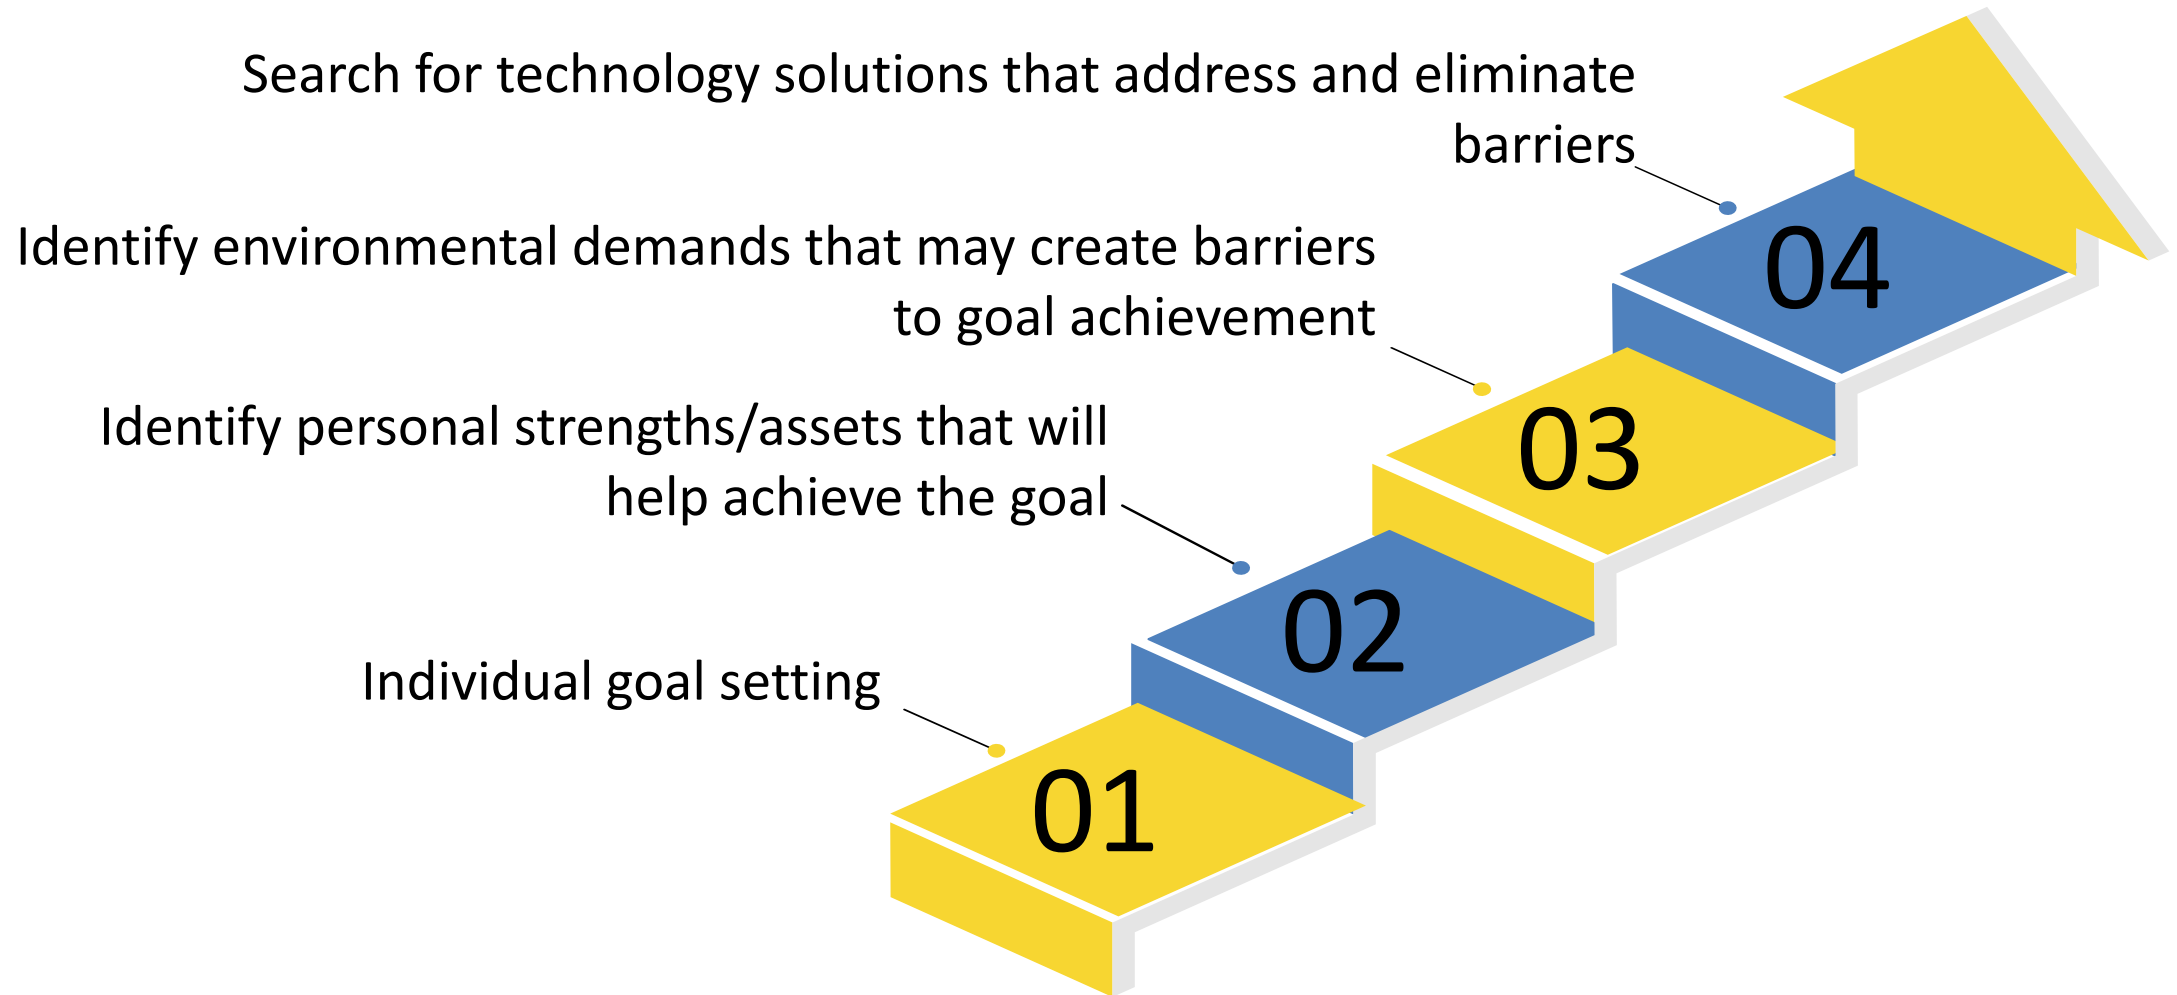 Search for technology solutions that address and eliminate
barriers
04
Identify environmental demands that may create barriers
to goal achievement
03
Identify personal strengths/assets that will
help achieve the goal
02
Individual goal setting
01